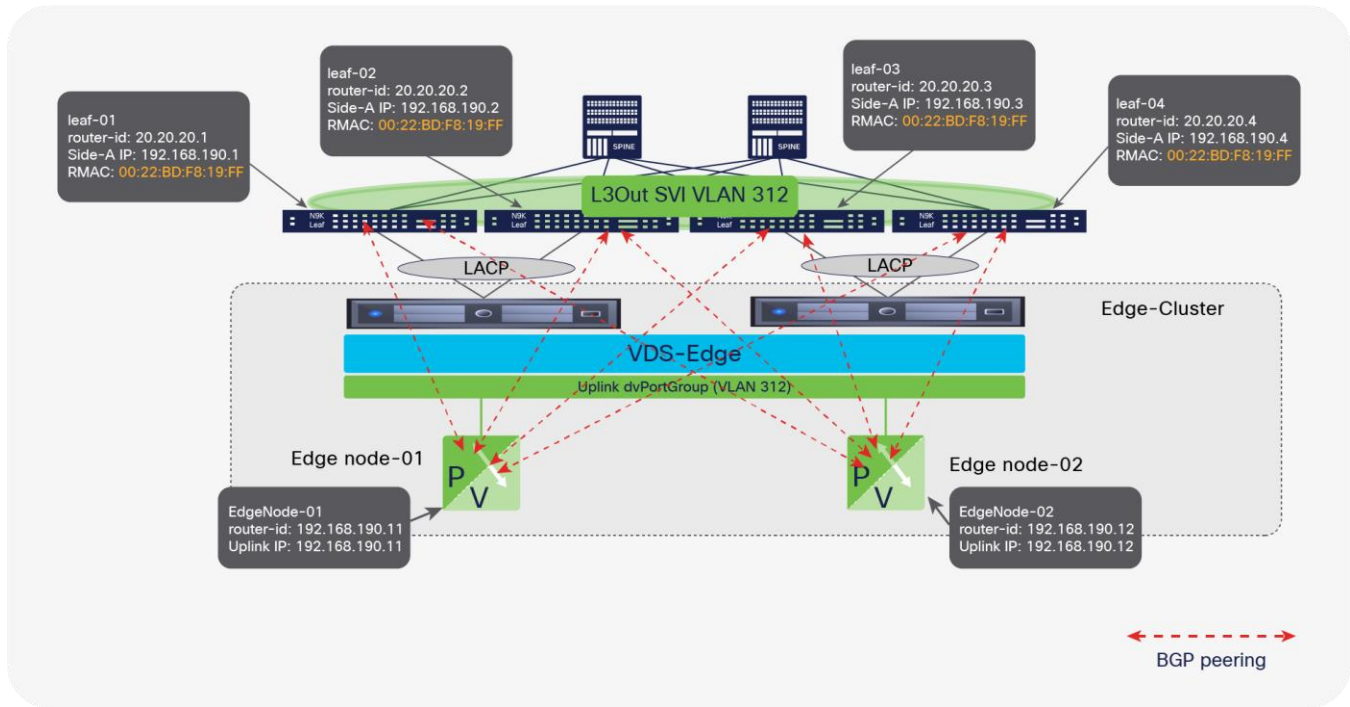 leaf-01
router-id: 20.20.20.1
Side-A IP: 192.168.190.1
RMAC: 00:22:BD:F8:19:FF
leaf-02
router-id: 20.20.20.2
Side-A IP: 192.168.190.2
RMAC: 00:22:BD:F8:19:FF
SPINE
SPINE
leaf-03
router-id: 20.20.20.3
Side-A IP: 192.168.190.3
RMAC: 00:22:BD:F8:19:FF
leaf-04
router-id: 20.20.20.4
Side-A IP: 192.168.190.4
RMAC: 00:22:BD:F8:19:FF
L3Out SVI VLAN 312
N9K
Leaf
N9K
Leaf
N9K
Leaf
N9K
Leaf
LACP
LACP
Edge-Cluster
VDS-Edge
Uplink dvPortGroup (VLAN 312)
Edge node-01
P
V
P
V
Edge node-02
EdgeNode-01
router-id: 192.168.190.11
Uplink IP: 192.168.190.11
EdgeNode-02
router-id: 192.168.190.12
Uplink IP: 192.168.190.12
BGP peering